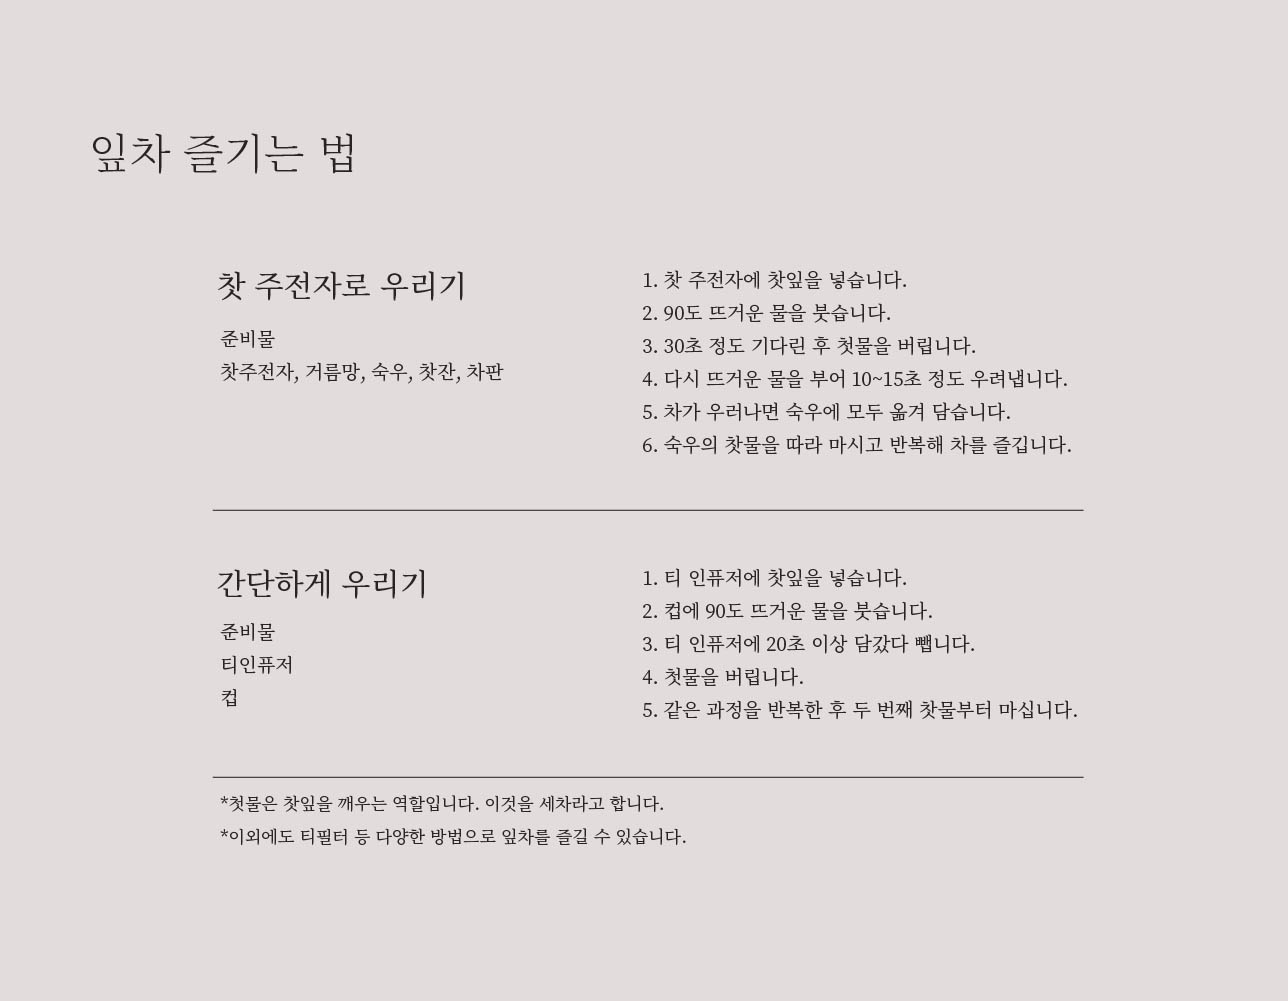 잎차 즐기는 법
찻 주전자로 우리기
준비물
찻주전자, 거름망, 숙우, 찻잔, 차판
1. 찻 주전자에 찻잎을 넣습니다.
2. 90도 뜨거운 물을 붓습니다.
3. 30초 정도 기다린 후 첫물을 버립니다.
4. 다시 뜨거운 물을 부어 10~15초 정도 우려냅니다.
5. 차가 우러나면 숙우에 모두 옮겨 담습니다.
6. 숙우의 찻물을 따라 마시고 반복해 차를 즐깁니다.
간단하게 우리기
준비물
티인퓨저
컵
1. 티 인퓨저에 찻잎을 넣습니다.
2. 컵에 90도 뜨거운 물을 붓습니다.
3. 티 인퓨저에 20초 이상 담갔다 뺍니다.
4. 첫물을 버립니다.
5. 같은 과정을 반복한 후 두 번째 찻물부터 마십니다.
*첫물은 찻잎을 깨우는 역할입니다. 이것을 세차라고 합니다.
*이외에도 티필터 등 다양한 방법으로 잎차를 즐길 수 있습니다.